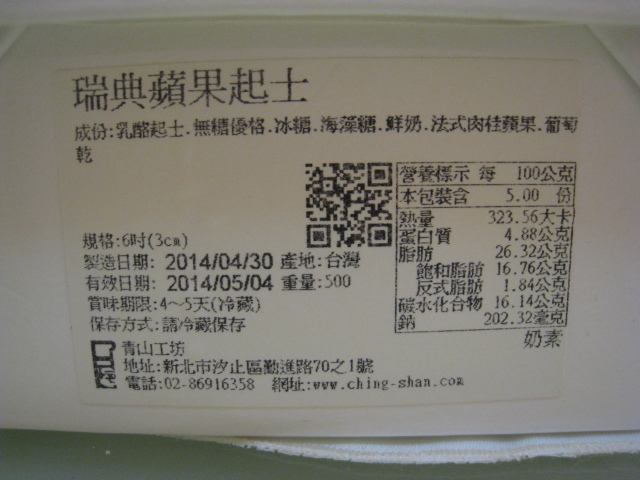 瑞典蘋果起士
成份:乳酪起士.無糖優格.冰糖.海藻糖.鮮奶.法式肉桂蘋果.葡萄
乾
營養標示 每 100公克
本包裝含 5.00 份
熱量 323.56大卡
蛋白質 4.88公克
脂肪 26.32公克
飽和脂肪 16.76公克
反式脂肪 1.84公克
碳水化合物 16.14公克
鈉 202.32毫克
奶素
規格:6吋(3cm)
製造日期: 2014/04/30 產地:台灣
有效日期: 2014/05/04 重量:500
賞味期限:4~5天(冷藏)
保存方式:請冷藏保存
青山工坊
地址:新北市汐止區勤進路70之1號
電話:02-86916358 網址:www.ching-shan.com